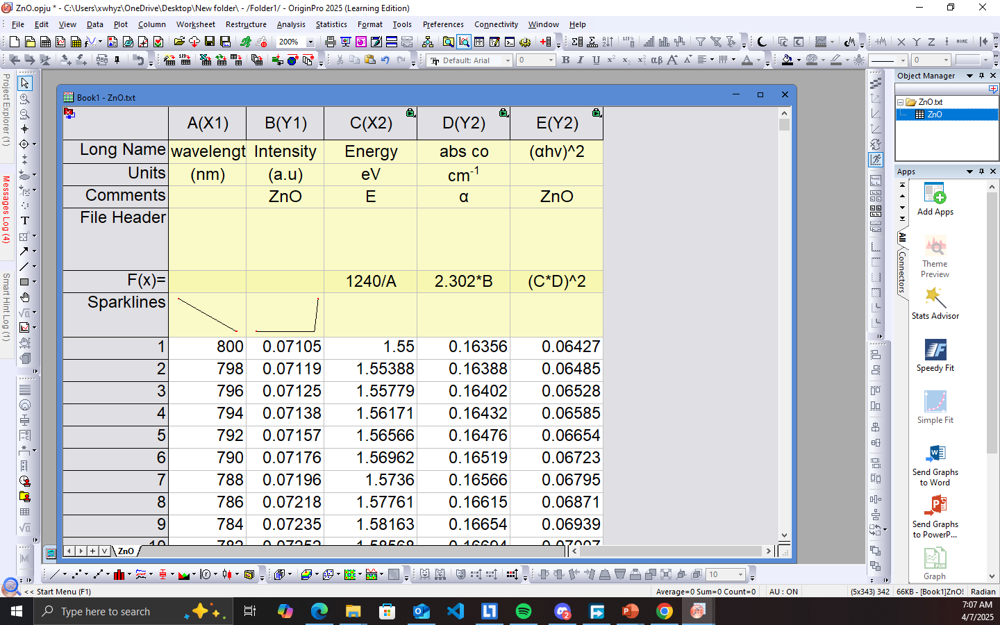 ZnO.opju * - C:\Users\xwhyz\OneDrive\Desktop\New folder\ - /Folder1/ - OriginPro 2025 (Learning Edition)
File Edit View Data Plot Column Worksheet Restructure Analysis Statistics Format Tools Preferences Connectivity Window Help
200%
Default: Arial 0 B I U 0
Project Explorer (1)
Messages Log (4)
Smart Hint Log (1)
Book1 - ZnO.txt
A(X1) B(Y1) C(X2) D(Y2) E(Y2)
Long Name wavelengt Intensity Energy abs co (αhv)^2
Units (nm) (a.u) eV cm-1
Comments ZnO E α ZnO
File Header
F(x)= 1240/A 2.302*B (C*D)^2
Sparklines
1 800 0.07105 1.55 0.16356 0.06427
2 798 0.07119 1.55388 0.16388 0.06485
3 796 0.07125 1.55779 0.16402 0.06528
4 794 0.07138 1.56171 0.16432 0.06585
5 792 0.07157 1.56566 0.16476 0.06654
6 790 0.07176 1.56962 0.16519 0.06723
7 788 0.07196 1.5736 0.16566 0.06795
8 786 0.07218 1.57761 0.16615 0.06871
9 784 0.07235 1.58163 0.16654 0.06939
10 782 0.07252 1.58568 0.16694 0.07007
ZnO
Object Manager
ZnO.txt
ZnO
Apps
All
Connectors
Add Apps
Theme
Preview
Stats Advisor
Speedy Fit
Simple Fit
Send Graphs
to Word
Send Graphs
to PowerP...
Graph
10
<< Start Menu (F1) Average=0 Sum=0 Count=0 AU : ON (5x343) 342 66KB - [Book1]ZnO! Radian
Type here to search
7:07 AM
4/7/2025